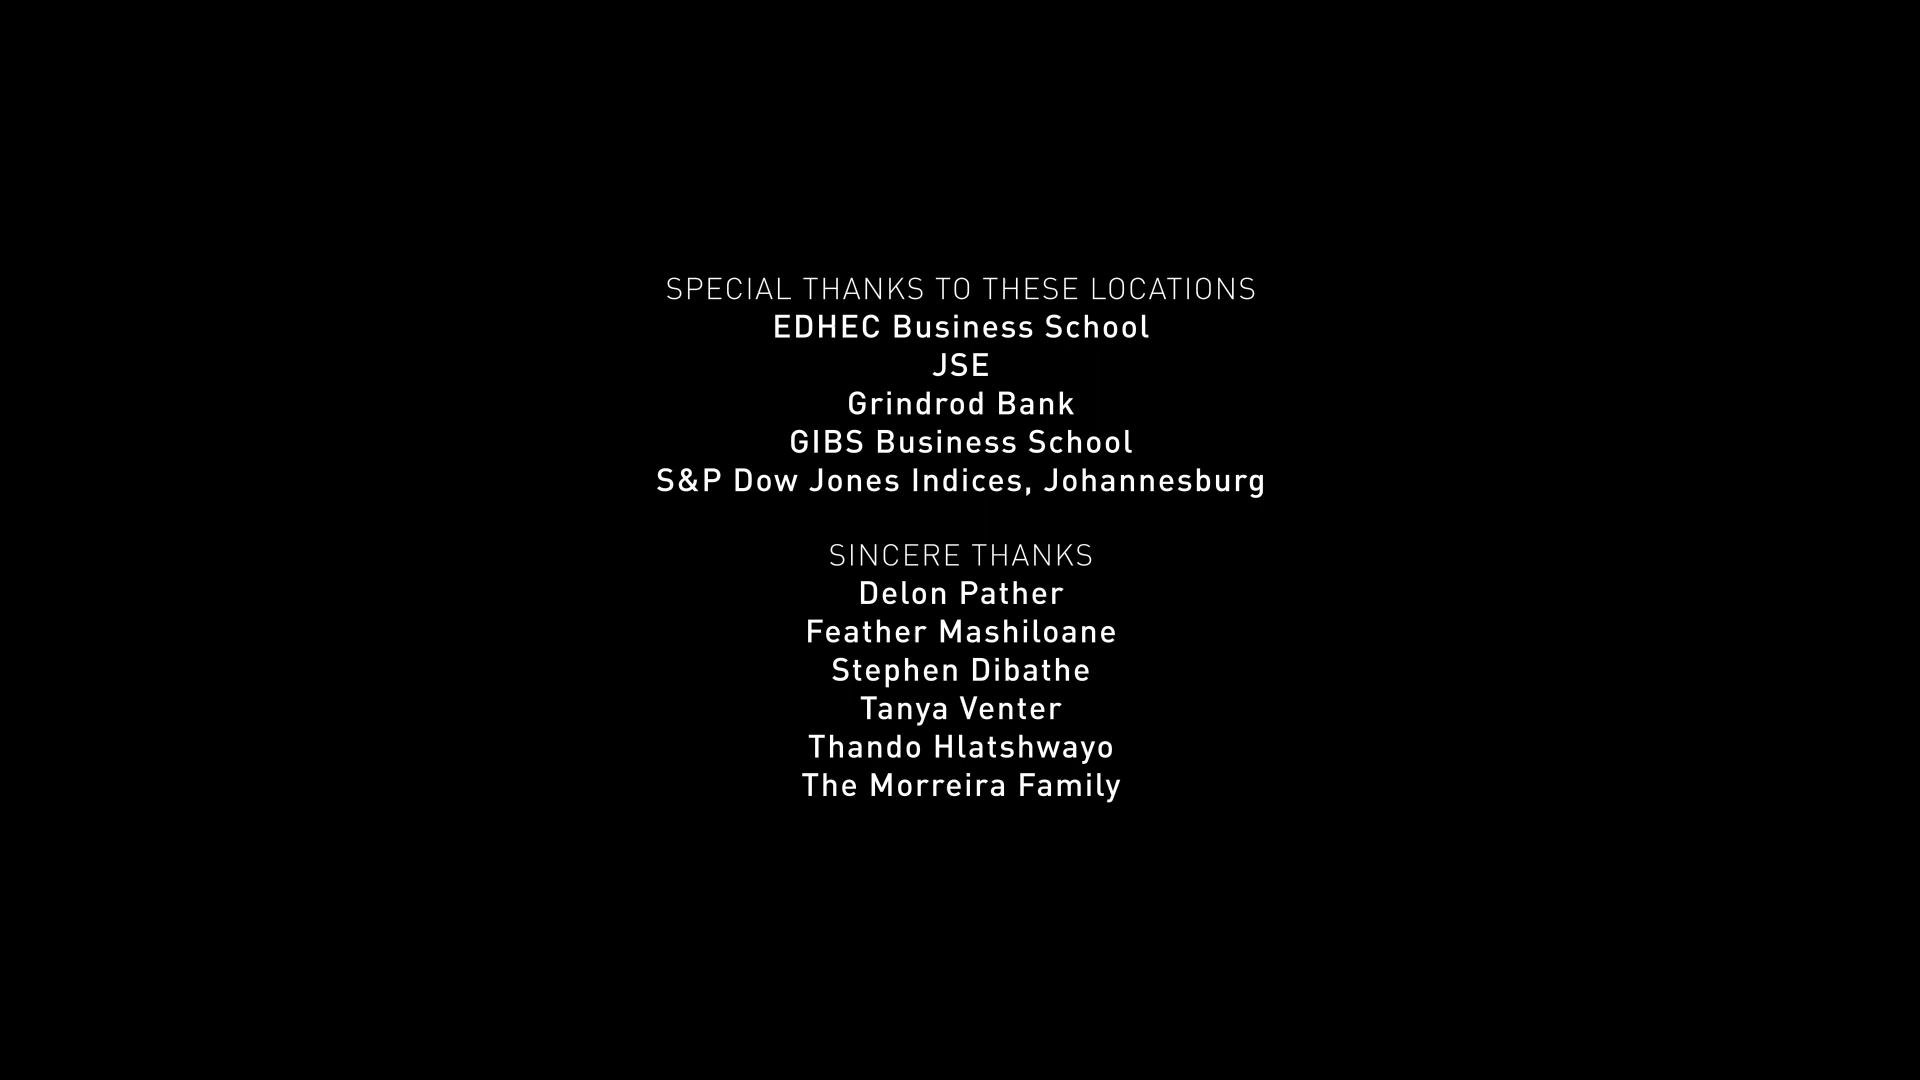 SPECIAL THANKS TO THESE LOCATIONS
EDHEC Business School
JSE
Grindrod Bank
GIBS Business School
S&P Dow Jones Indices, Johannesburg
SINCERE THANKS
Delon Pather
Feather Mashiloane
Stephen Dibathe
Tanya Venter
Thando Hlatshwayo
The Morreira Family